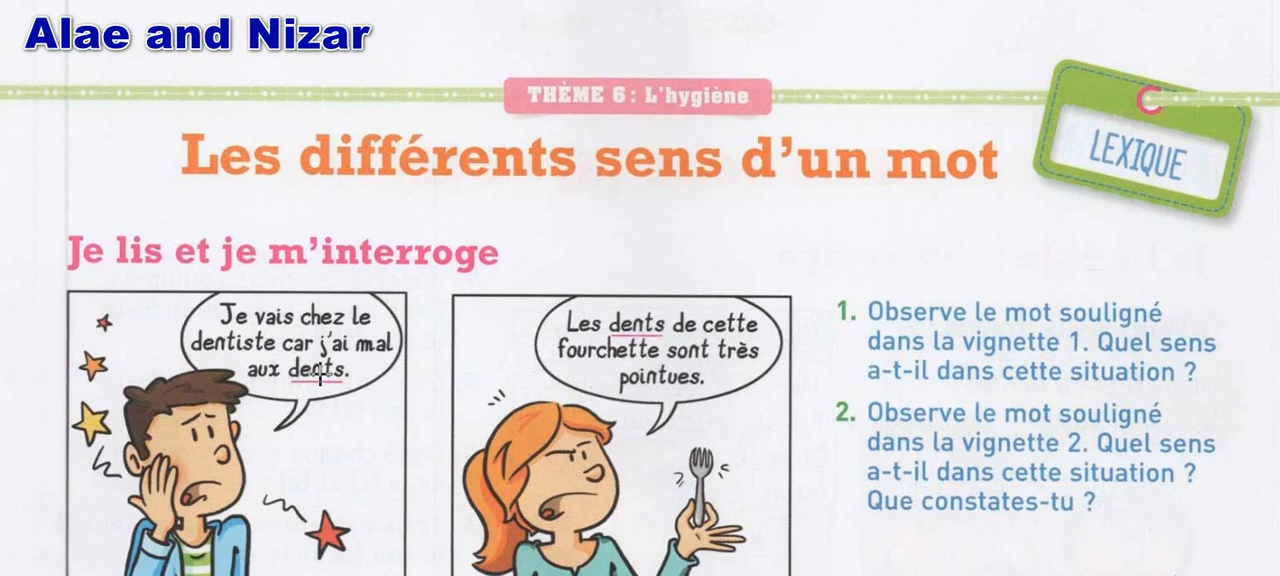 Alae and Nizar
THÈME 6 : L'hygiène
Les différents sens d'un mot
LEXIQUE
Je lis et je m'interroge
Je vais chez le
dentiste car j'ai mal
aux dents.
Les dents de cette
fourchette sont très
pointues.
1. Observe le mot souligné
dans la vignette 1. Quel sens
a-t-il dans cette situation ?
2. Observe le mot souligné
dans la vignette 2. Quel sens
a-t-il dans cette situation ?
Que constates-tu ?